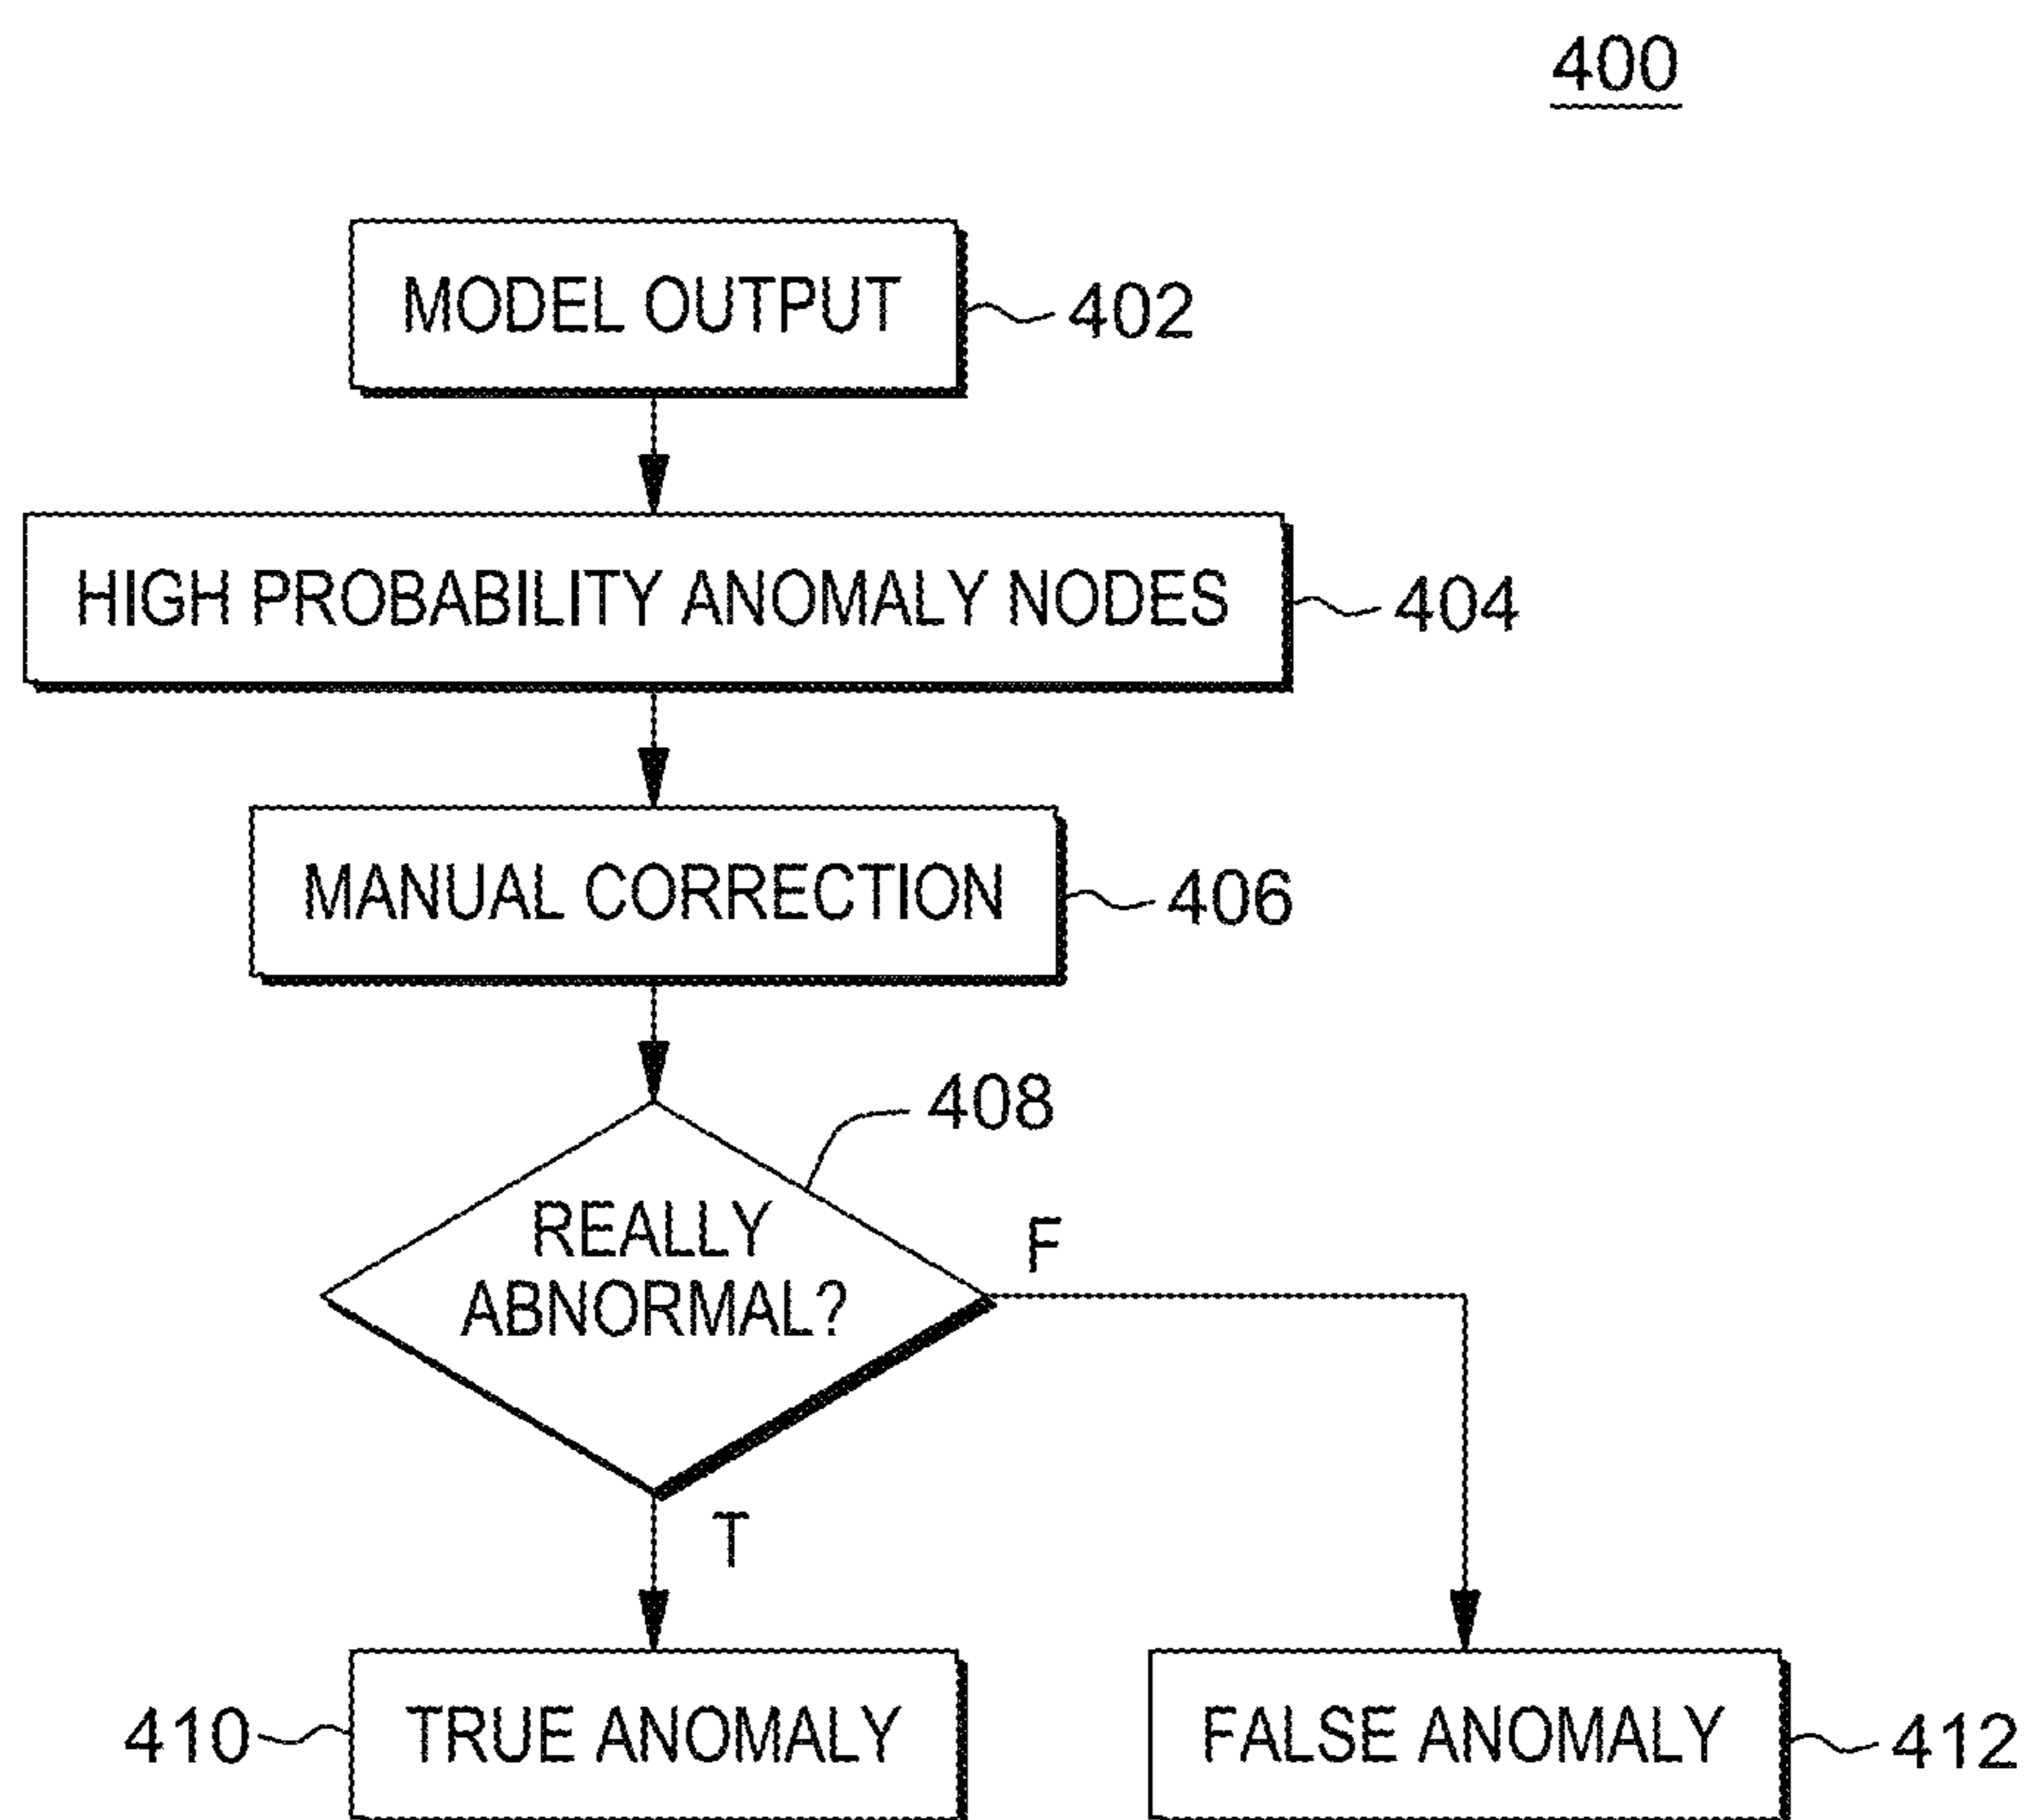 400
MODEL OUTPUT
402
HIGH PROBABILITY ANOMALY NODES
404
MANUAL CORRECTION
406
408
REALLY
ABNORMAL?
F
T
410
TRUE ANOMALY
FALSE ANOMALY
412